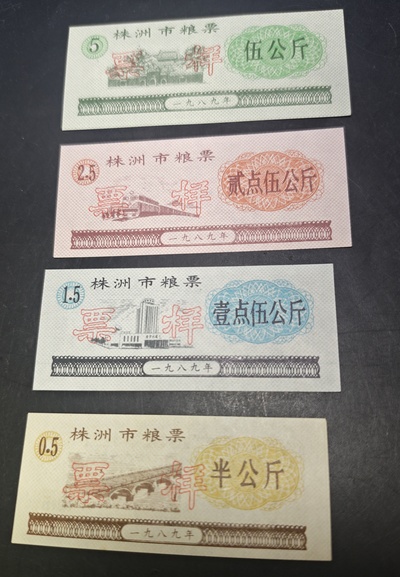 株洲市粮票
5
伍公斤
票样
一九八九年
株洲市粮票
2.5
贰点伍公斤
票样
一九八九年
株洲市粮票
1.5
壹点伍公斤
票样
一九八九年
株洲市粮票
0.5
半公斤
票样
一九八九年